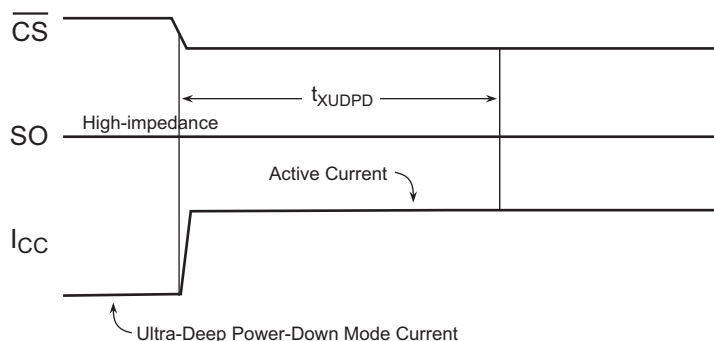 CS
tXUDPD
High-impedance
SO
Active Current
ICC
Ultra-Deep Power-Down Mode Current